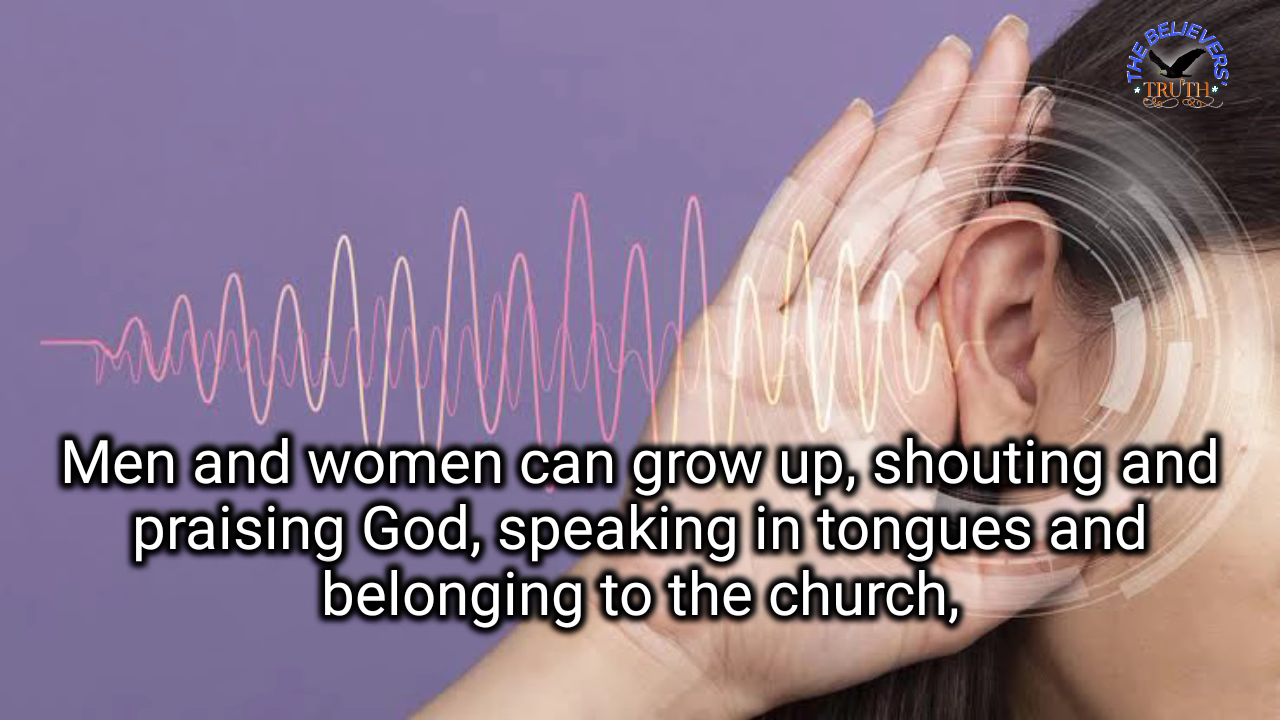 THE BELIEVERS'
*TRUTH*
Men and women can grow up, shouting and
praising God, speaking in tongues and
belonging to the church,